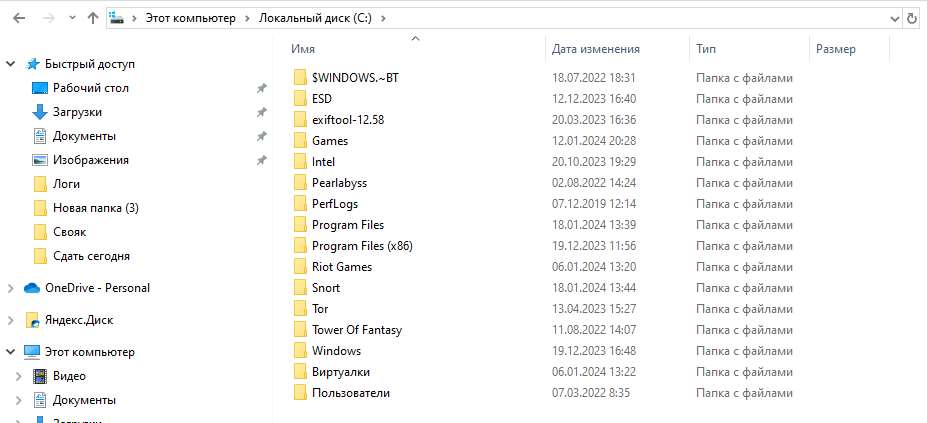 Этот компьютер > Локальный диск (C:) >
Имя Дата изменения Тип Размер
Быстрый доступ
Рабочий стол
Загрузки
Документы
Изображения
Логи
Новая папка (3)
Свояк
Сдать сегодня
OneDrive - Personal
Яндекс.Диск
Этот компьютер
Видео
Документы
Загрузки
$WINDOWS.~BT 18.07.2022 18:31 Папка с файлами
ESD 12.12.2023 16:40 Папка с файлами
exiftool-12.58 20.03.2023 16:36 Папка с файлами
Games 12.01.2024 20:28 Папка с файлами
Intel 20.10.2023 19:29 Папка с файлами
Pearlabyss 02.08.2022 14:24 Папка с файлами
PerfLogs 07.12.2019 12:14 Папка с файлами
Program Files 18.01.2024 13:39 Папка с файлами
Program Files (x86) 19.12.2023 11:56 Папка с файлами
Riot Games 06.01.2024 13:20 Папка с файлами
Snort 18.01.2024 13:44 Папка с файлами
Tor 13.04.2023 15:27 Папка с файлами
Tower Of Fantasy 11.08.2022 14:07 Папка с файлами
Windows 19.12.2023 16:48 Папка с файлами
Виртуалки 06.01.2024 13:22 Папка с файлами
Пользователи 07.03.2022 8:35 Папка с файлами